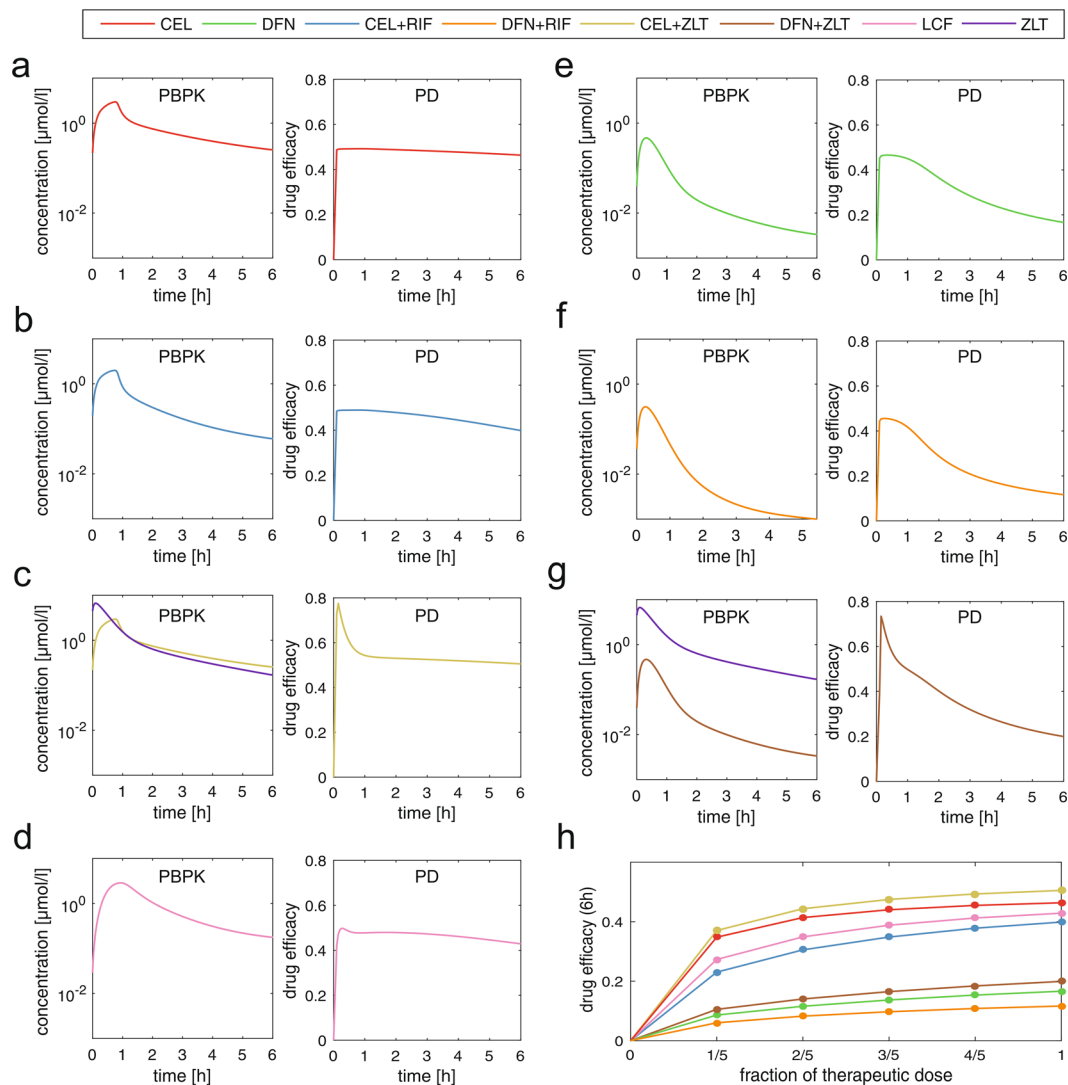 CEL DFN CEL+RIF DFN+RIF CEL+ZLT DFN+ZLT LCF ZLT
a
PBPK
concentration [µmol/l]
10^0
10^-2
0 1 2 3 4 5 6
time [h]
PD
drug efficacy
0.8
0.6
0.4
0.2
0
0 1 2 3 4 5 6
time [h]
e
PBPK
concentration [µmol/l]
10^0
10^-2
0 1 2 3 4 5 6
time [h]
PD
drug efficacy
0.8
0.6
0.4
0.2
0
0 1 2 3 4 5 6
time [h]
b
PBPK
concentration [µmol/l]
10^0
10^-2
0 1 2 3 4 5 6
time [h]
PD
drug efficacy
0.8
0.6
0.4
0.2
0
0 1 2 3 4 5 6
time [h]
f
PBPK
concentration [µmol/l]
10^0
10^-2
0 1 2 3 4 5
time [h]
PD
drug efficacy
0.8
0.6
0.4
0.2
0
0 1 2 3 4 5 6
time [h]
c
PBPK
concentration [µmol/l]
10^0
10^-2
0 1 2 3 4 5 6
time [h]
PD
drug efficacy
0.8
0.6
0.4
0.2
0
0 1 2 3 4 5 6
time [h]
g
PBPK
concentration [µmol/l]
10^0
10^-2
0 1 2 3 4 5 6
time [h]
PD
drug efficacy
0.8
0.6
0.4
0.2
0
0 1 2 3 4 5 6
time [h]
d
PBPK
concentration [µmol/l]
10^0
10^-2
0 1 2 3 4 5 6
time [h]
PD
drug efficacy
0.8
0.6
0.4
0.2
0
0 1 2 3 4 5 6
time [h]
h
drug efficacy (6h)
0.4
0.2
0
0 1/5 2/5 3/5 4/5 1
fraction of therapeutic dose